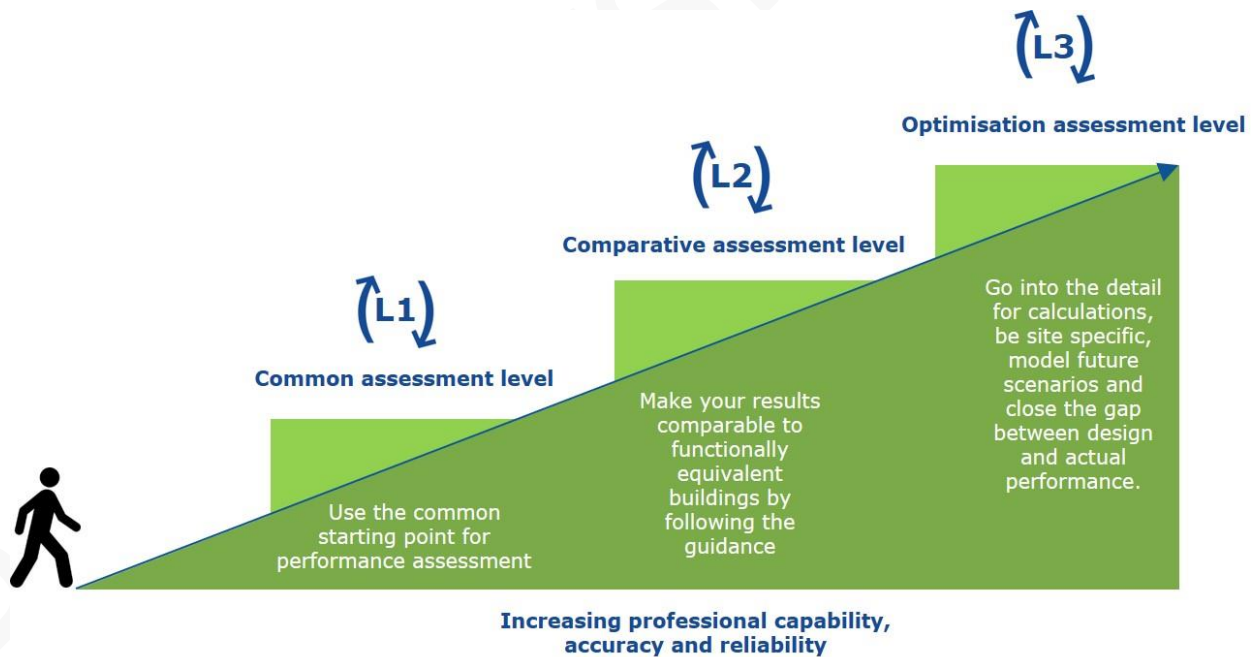 L1
Common assessment level
Use the common
starting point for
performance assessment
L2
Comparative assessment level
Make your results
comparable to
functionally
equivalent
buildings by
following the
guidance
L3
Optimisation assessment level
Go into the detail
for calculations,
be site specific,
model future
scenarios and
close the gap
between design
and actual
performance.
Increasing professional capability,
accuracy and reliability